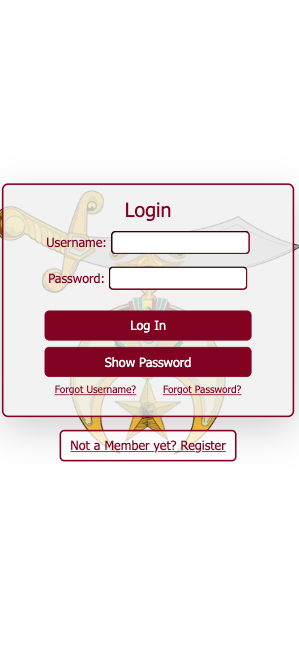 Login
Username:
Password:
Log In
Show Password
Forgot Username? Forgot Password?
Not a Member yet? Register